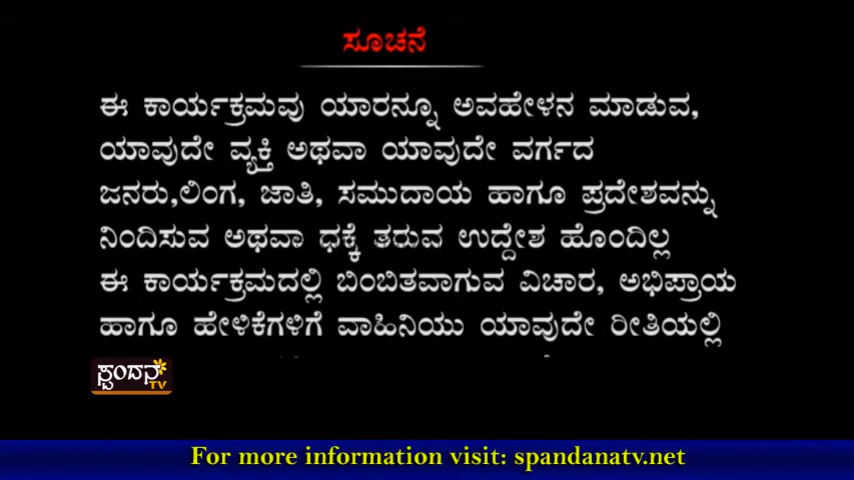 ಸೂಚನೆ
ಈ ಕಾರ್ಯಕ್ರಮವು ಯಾರನ್ನೂ ಅವಹೇಳನ ಮಾಡುವ,
ಯಾವುದೇ ವ್ಯಕ್ತಿ ಅಥವಾ ಯಾವುದೇ ವರ್ಗದ
ಜನರು,ಲಿಂಗ, ಜಾತಿ, ಸಮುದಾಯ ಹಾಗೂ ಪ್ರದೇಶವನ್ನು
ನಿಂದಿಸುವ ಅಥವಾ ಧಕ್ಕೆ ತರುವ ಉದ್ದೇಶ ಹೊಂದಿಲ್ಲ
ಈ ಕಾರ್ಯಕ್ರಮದಲ್ಲಿ ಬಿಂಬಿತವಾಗುವ ವಿಚಾರ, ಅಭಿಪ್ರಾಯ
ಹಾಗೂ ಹೇಳಿಕೆಗಳಿಗೆ ವಾಹಿನಿಯು ಯಾವುದೇ ರೀತಿಯಲ್ಲಿ
ಸ್ಪಂದನ TV
For more information visit: spandanatv.net